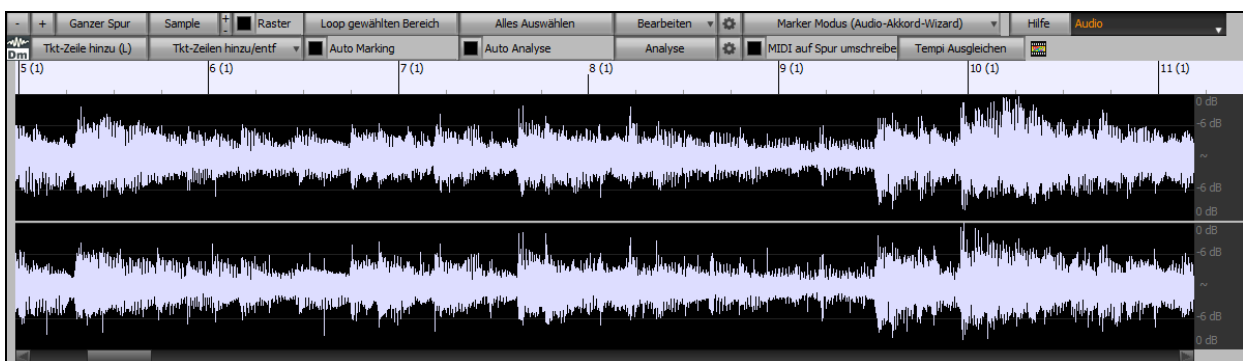 - + Ganzer Spur Sample + - Raster Loop gewählten Bereich Alles Auswählen Bearbeiten Marker Modus (Audio-Akkord-Wizard) Hilfe Audio
Dm Tkt-Zeile hinzu (L) Tkt-Zeilen hinzu/entf Auto Marking Auto Analyse Analyse MIDI auf Spur umschreibe Tempi Ausgleichen
5 (1) 6 (1) 7 (1) 8 (1) 9 (1) 10 (1) 11 (1)
0 dB
-6 dB
~
-6 dB
0 dB
0 dB
-6 dB
~
-6 dB
0 dB